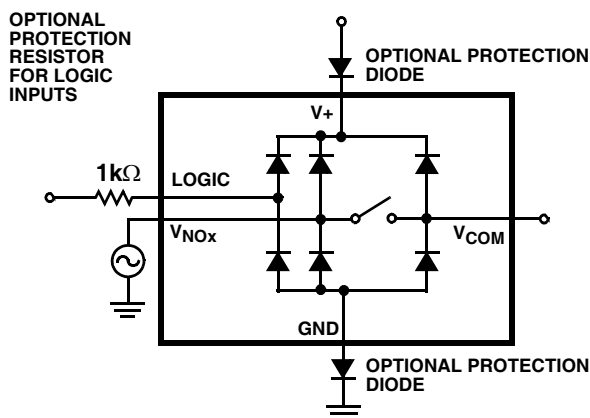 OPTIONAL
PROTECTION
RESISTOR
FOR LOGIC
INPUTS
OPTIONAL PROTECTION
DIODE
V+
1kΩ
LOGIC
VNOx
VCOM
GND
OPTIONAL PROTECTION
DIODE